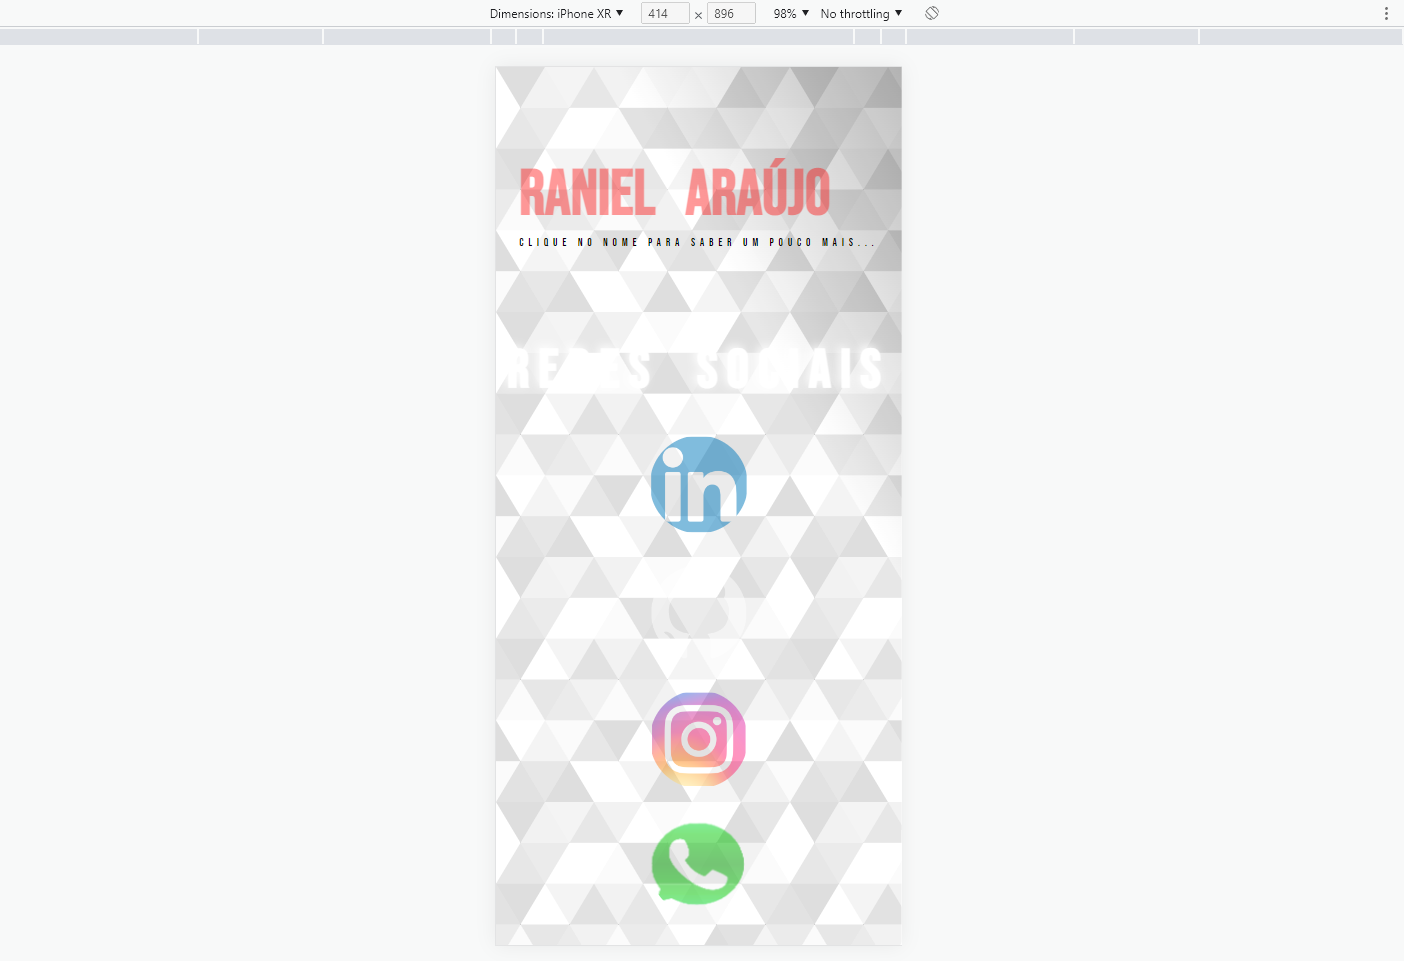 Dimensions: iPhone XR 414 × 896 98% No throttling
RANIEL ARAÚJO
CLIQUE NO NOME PARA SABER UM POUCO MAIS...
REDES SOCIAIS
in